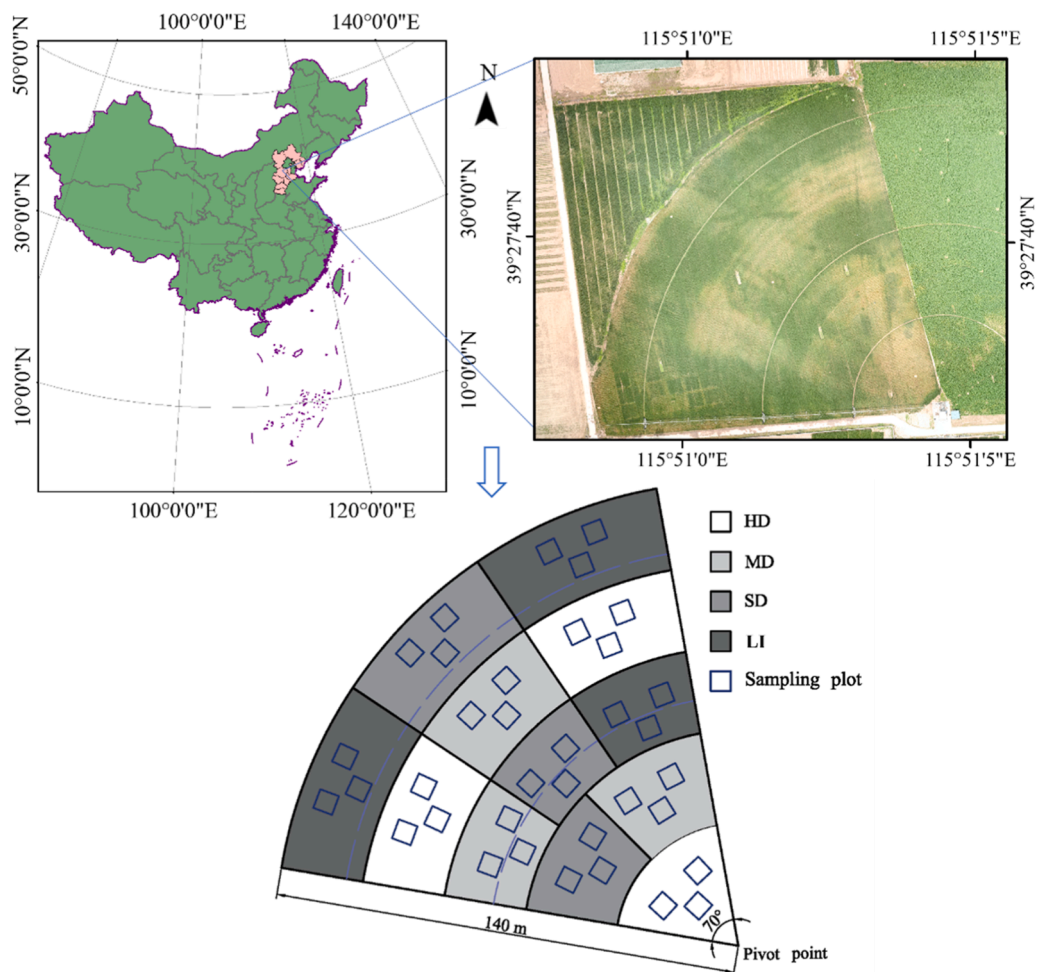 100°0'0"E
140°0'0"E
50°0'0"N
30°0'0"N
10°0'0"N
30°0'0"N
10°0'0"N
100°0'0"E
120°0'0"E
N
115°51'0"E
115°51'5"E
39°27'40"N
39°27'40"N
115°51'0"E
115°51'5"E
HD
MD
SD
LI
Sampling plot
140 m
70°
Pivot point